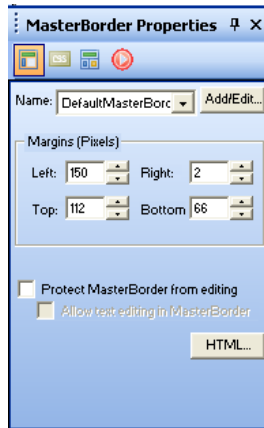 MasterBorder Properties
CSS
Name: DefaultMasterBorc Add/Edit...
Margins (Pixels)
Left: 150 Right: 2
Top: 112 Bottom 66
Protect MasterBorder from editing
Allow text editing in MasterBorder
HTML...